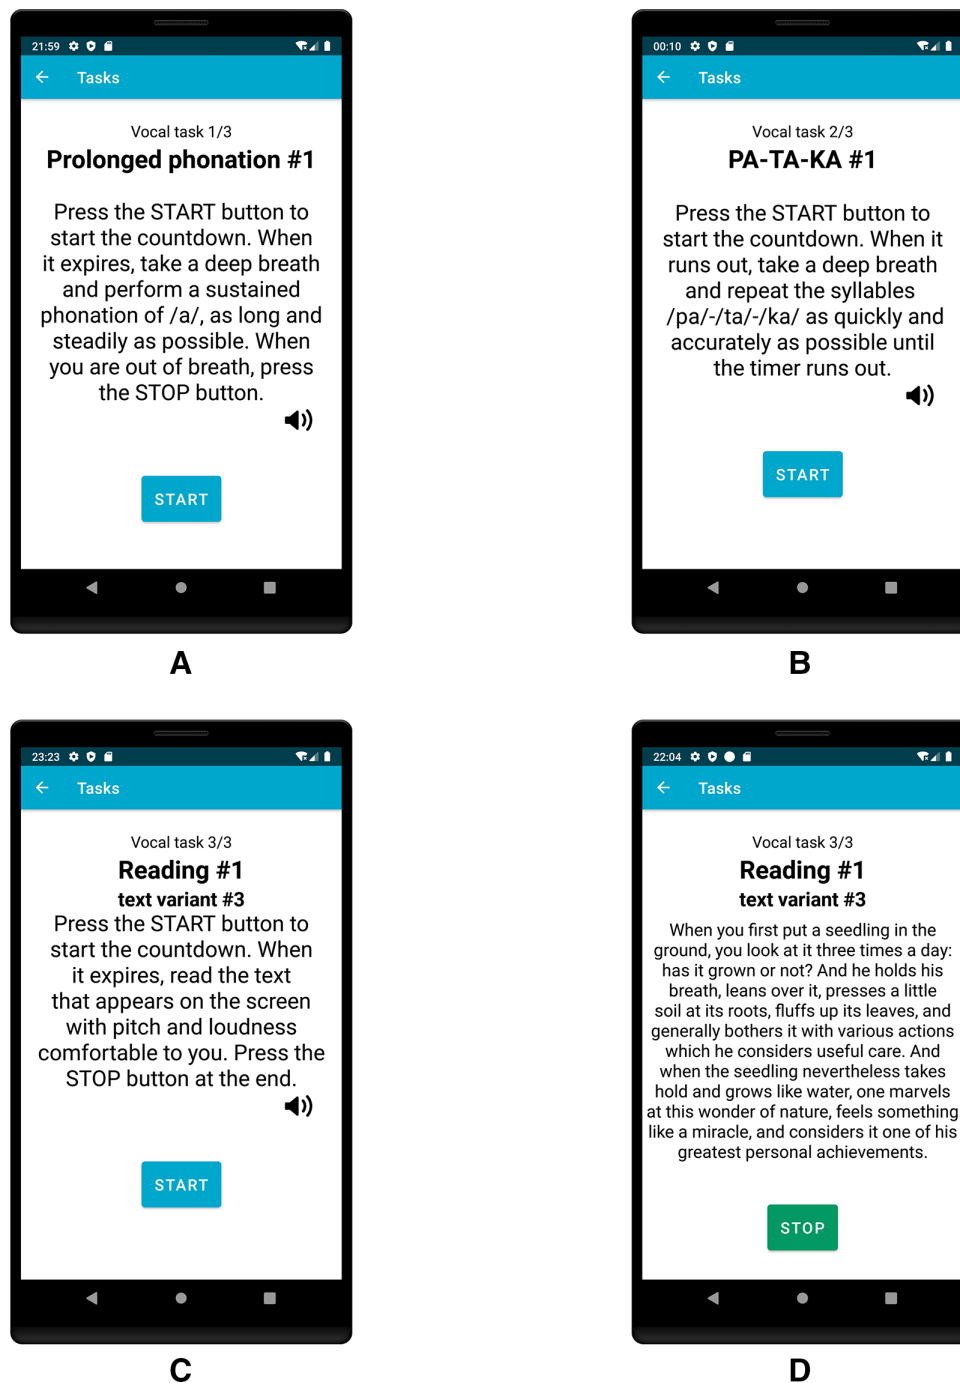 21:59
Tasks
Vocal task 1/3
Prolonged phonation #1
Press the START button to
start the countdown. When
it expires, take a deep breath
and perform a sustained
phonation of /a/, as long and
steadily as possible. When
you are out of breath, press
the STOP button.
START
A
00:10
Tasks
Vocal task 2/3
PA-TA-KA #1
Press the START button to
start the countdown. When it
runs out, take a deep breath
and repeat the syllables
/pa/-/ta/-/ka/ as quickly and
accurately as possible until
the timer runs out.
START
B
23:23
Tasks
Vocal task 3/3
Reading #1
text variant #3
Press the START button to
start the countdown. When
it expires, read the text
that appears on the screen
with pitch and loudness
comfortable to you. Press the
STOP button at the end.
START
C
22:04
Tasks
Vocal task 3/3
Reading #1
text variant #3
When you first put a seedling in the
ground, you look at it three times a day:
has it grown or not? And he holds his
breath, leans over it, presses a little
soil at its roots, fluffs up its leaves, and
generally bothers it with various actions
which he considers useful care. And
when the seedling nevertheless takes
hold and grows like water, one marvels
at this wonder of nature, feels something
like a miracle, and considers it one of his
greatest personal achievements.
STOP
D